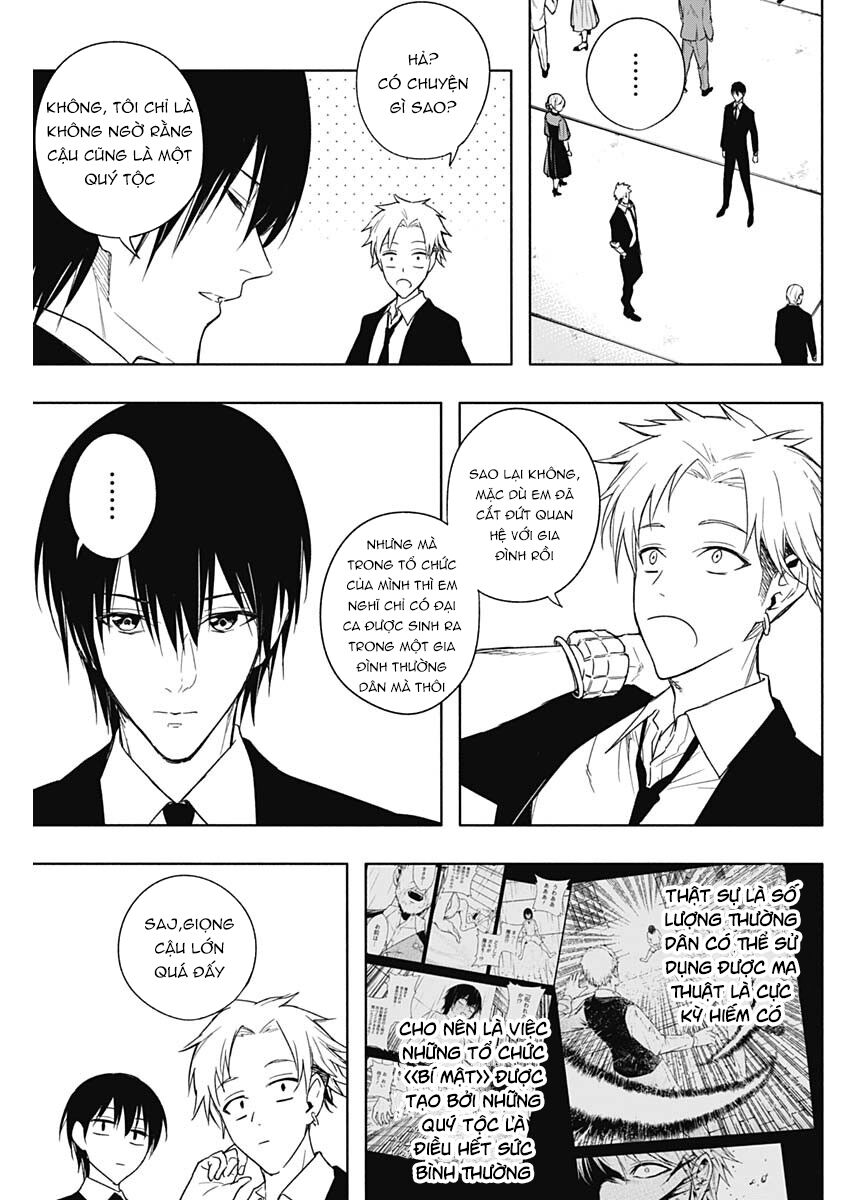 ......
HẢ?
CÓ CHUYỆN
GÌ SAO?
KHÔNG, TÔI CHỈ LÀ
KHÔNG NGỜ RẰNG
CẬU CŨNG LÀ MỘT
QUÝ TỘC
SAO LẠI KHÔNG,
MẶC DÙ EM ĐÃ
CẮT ĐỨT QUAN
HỆ VỚI GIA
ĐÌNH RỒI
NHƯNG MÀ
TRONG TỔ CHỨC
CỦA MÌNH THÌ EM
NGHĨ CHỈ CÓ ĐẠI
CA ĐƯỢC SINH RA
TRONG MỘT GIA
ĐÌNH THƯỜNG
DÂN MÀ THÔI
......
THẬT SỰ LÀ SỐ
LƯỢNG THƯỜNG
DÂN CÓ THỂ SỬ
DỤNG ĐƯỢC MA
THUẬT LÀ CỰC
KỲ HIẾM CÓ
CHO NÊN LÀ VIỆC
NHỮNG TỔ CHỨC
<<BÍ MẬT>> ĐƯỢC
TẠO BỞI NHỮNG
QUÝ TỘC LÀ
ĐIỀU HẾT SỨC
BÌNH THƯỜNG
SAJ,GIỌNG
CẬU LỚN
QUÁ ĐẤY